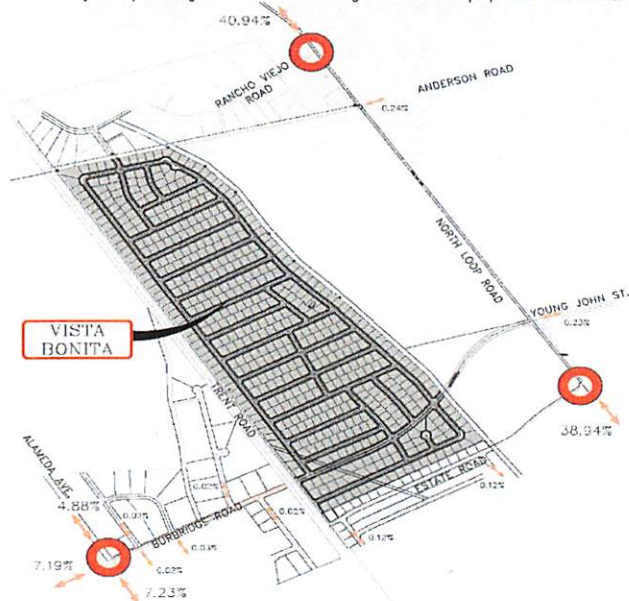 40.94%
RANCHO VIEJO
ROAD
ANDERSON ROAD
0.24%
NORTH LOOP ROAD
YOUNG JOHN ST.
0.23%
38.94%
VISTA
BONITA
TRENT ROAD
ESTATE ROAD
0.12%
0.12%
ALAMEDA AVE.
4.88%
BURBRIDGE ROAD
0.02%
7.19%
7.23%